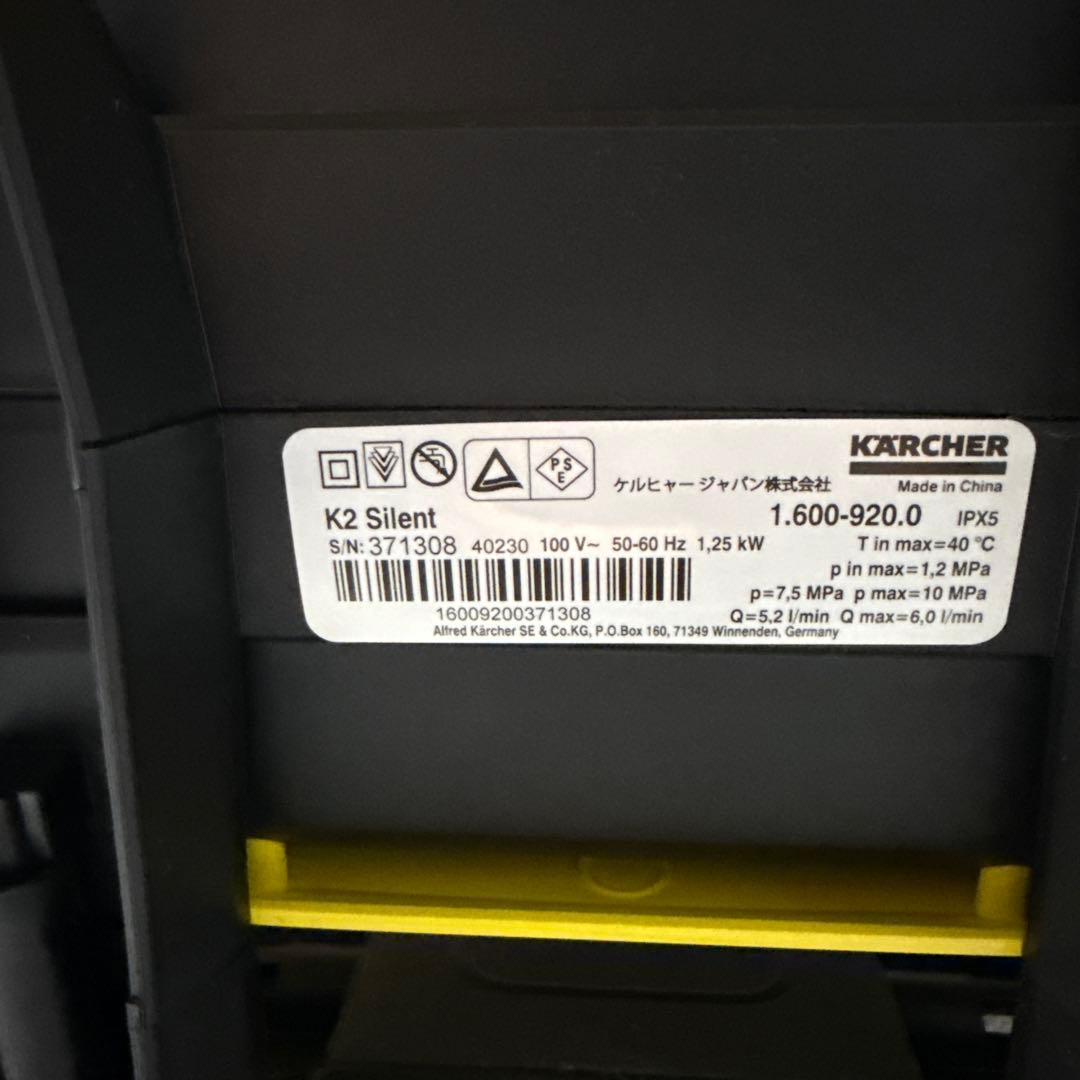 KÄRCHER
PS
E
ケルヒャー ジャパン株式会社
Made in China
K2 Silent
1.600-920.0 IPX5
S/N: 371308 40230 100 V~ 50-60 Hz 1,25 kW
T in max=40 °C
p in max=1,2 MPa
p=7,5 MPa p max=10 MPa
16009200371308
Q=5,2 l/min Q max=6,0 l/min
Alfred Kärcher SE & Co.KG, P.O.Box 160, 71349 Winnenden, Germany